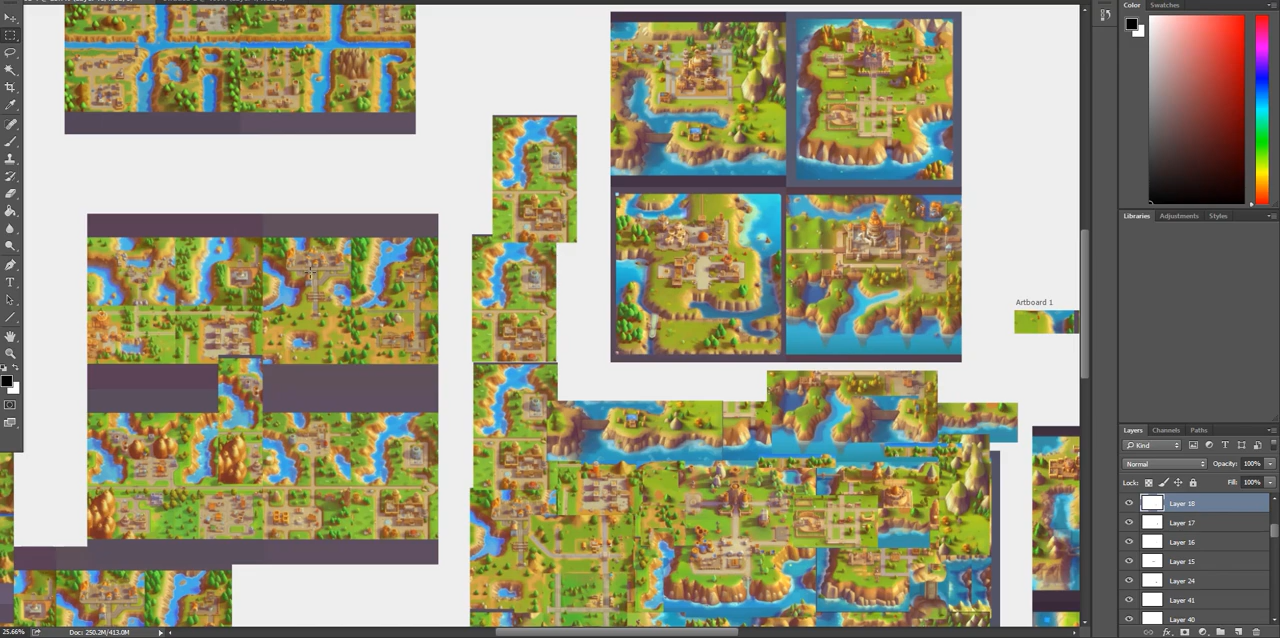 Color
Swatches
Libraries
Adjustments
Styles
Artboard 1
Layers
Channels
Paths
Kind
Normal
Opacity: 100%
Lock:
Fill: 100%
Layer 18
Layer 17
Layer 16
Layer 15
Layer 24
Layer 41
Layer 40
25.66%
Doc: 250.2M/413.0M